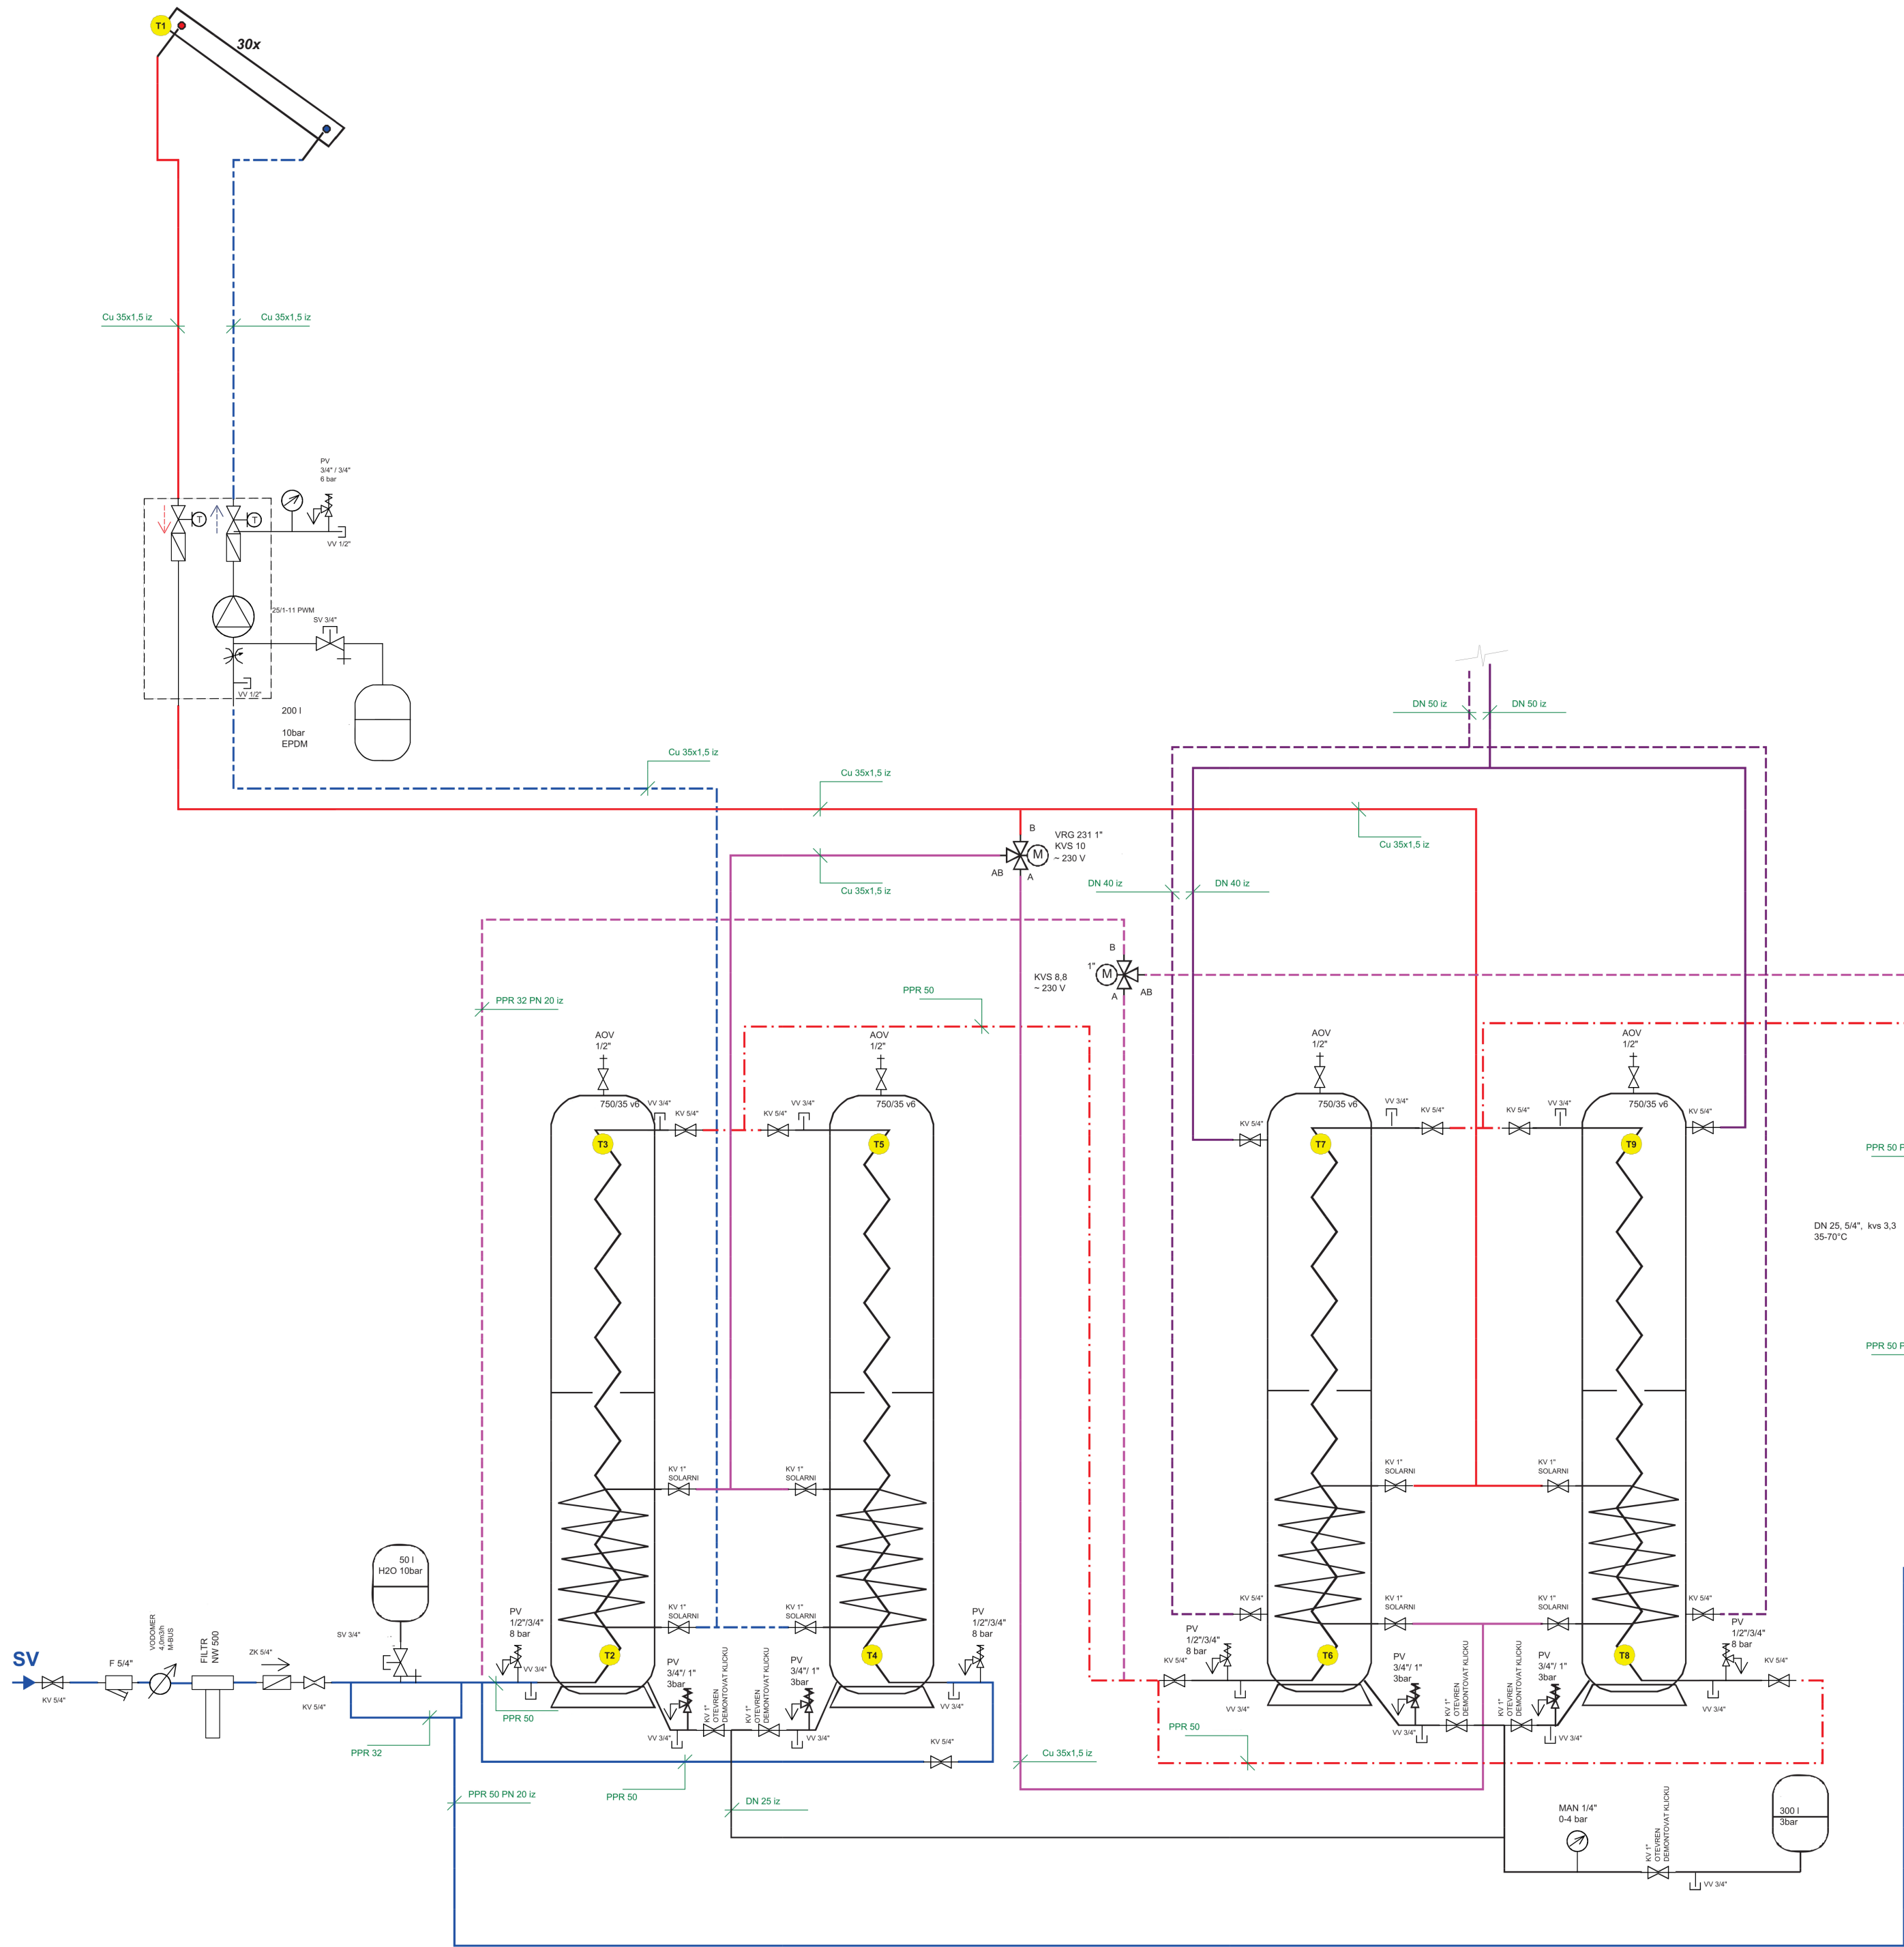 T1
30x
Cu 35x1,5 iz
Cu 35x1,5 iz
PV
3/4" / 3/4"
6 bar
T
T
VV 1/2"
25/1-11 PWM
SV 3/4"
VV 1/2"
200 l
10bar
EPDM
DN 50 iz
DN 50 iz
Cu 35x1,5 iz
Cu 35x1,5 iz
Cu 35x1,5 iz
B
VRG 231 1"
KVS 10
~ 230 V
M
AB
A
Cu 35x1,5 iz
DN 40 iz
DN 40 iz
B
1"
M
KVS 8,8
~ 230 V
A
AB
PPR 32 PN 20 iz
PPR 50
AOV
1/2"
AOV
1/2"
AOV
1/2"
AOV
1/2"
750/35 v6
VV 3/4"
KV 5/4"
KV 5/4"
VV 3/4"
750/35 v6
KV 5/4"
750/35 v6
VV 3/4"
KV 5/4"
KV 5/4"
VV 3/4"
750/35 v6
KV 5/4"
T3
T5
T7
T9
PPR 50 P
DN 25, 5/4", kvs 3,3
35-70°C
PPR 50 P
KV 1"
SOLARNI
KV 1"
SOLARNI
KV 1"
SOLARNI
KV 1"
SOLARNI
50 l
H2O 10bar
SV 3/4"
KV 1"
SOLARNI
KV 1"
SOLARNI
KV 5/4"
KV 1"
SOLARNI
KV 1"
SOLARNI
KV 5/4"
SV
KV 5/4"
F 5/4"
VODOMER
4,0m3/h
M-BUS
FILTR
NW 500
ZK 5/4"
KV 5/4"
PV
1/2"/3/4"
8 bar
VV 3/4"
T2
T4
PV
1/2"/3/4"
8 bar
VV 3/4"
PV
3/4"/ 1"
3bar
VV 3/4"
KV 1"
OTEVREN
DEMONTOVAT KLICKU
KV 1"
OTEVREN
DEMONTOVAT KLICKU
PV
3/4"/ 1"
3bar
VV 3/4"
PV
1/2"/3/4"
8 bar
KV 5/4"
VV 3/4"
T6
T8
PV
3/4"/ 1"
3bar
VV 3/4"
KV 1"
OTEVREN
DEMONTOVAT KLICKU
KV 1"
OTEVREN
DEMONTOVAT KLICKU
PV
3/4"/ 1"
3bar
VV 3/4"
PV
1/2"/3/4"
8 bar
KV 5/4"
VV 3/4"
PPR 50
PPR 32
KV 5/4"
PPR 50
Cu 35x1,5 iz
PPR 50 PN 20 iz
PPR 50
DN 25 iz
MAN 1/4"
0-4 bar
KV 1"
OTEVREN
DEMONTOVAT KLICKU
300 l
3bar
VV 3/4"